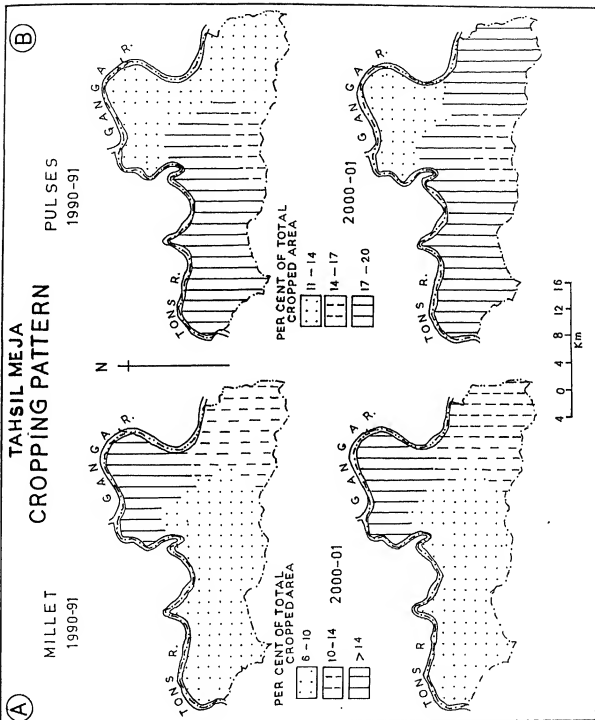 TAHSIL MEJA
CROPPING PATTERN
A
MILLET
1990-91
GANGA R.
TONS R.
PER CENT OF TOTAL
CROPPED AREA
6-10
10-14
>14
2000-01
GANGA R.
TONS R
N
B
PULSES
1990-91
GANGA R.
TONS R.
PER CENT OF TOTAL
CROPPED AREA
11-14
14-17
17-20
2000-01
GANGA R.
TONS R.
4 0 4 8 12 16
Km